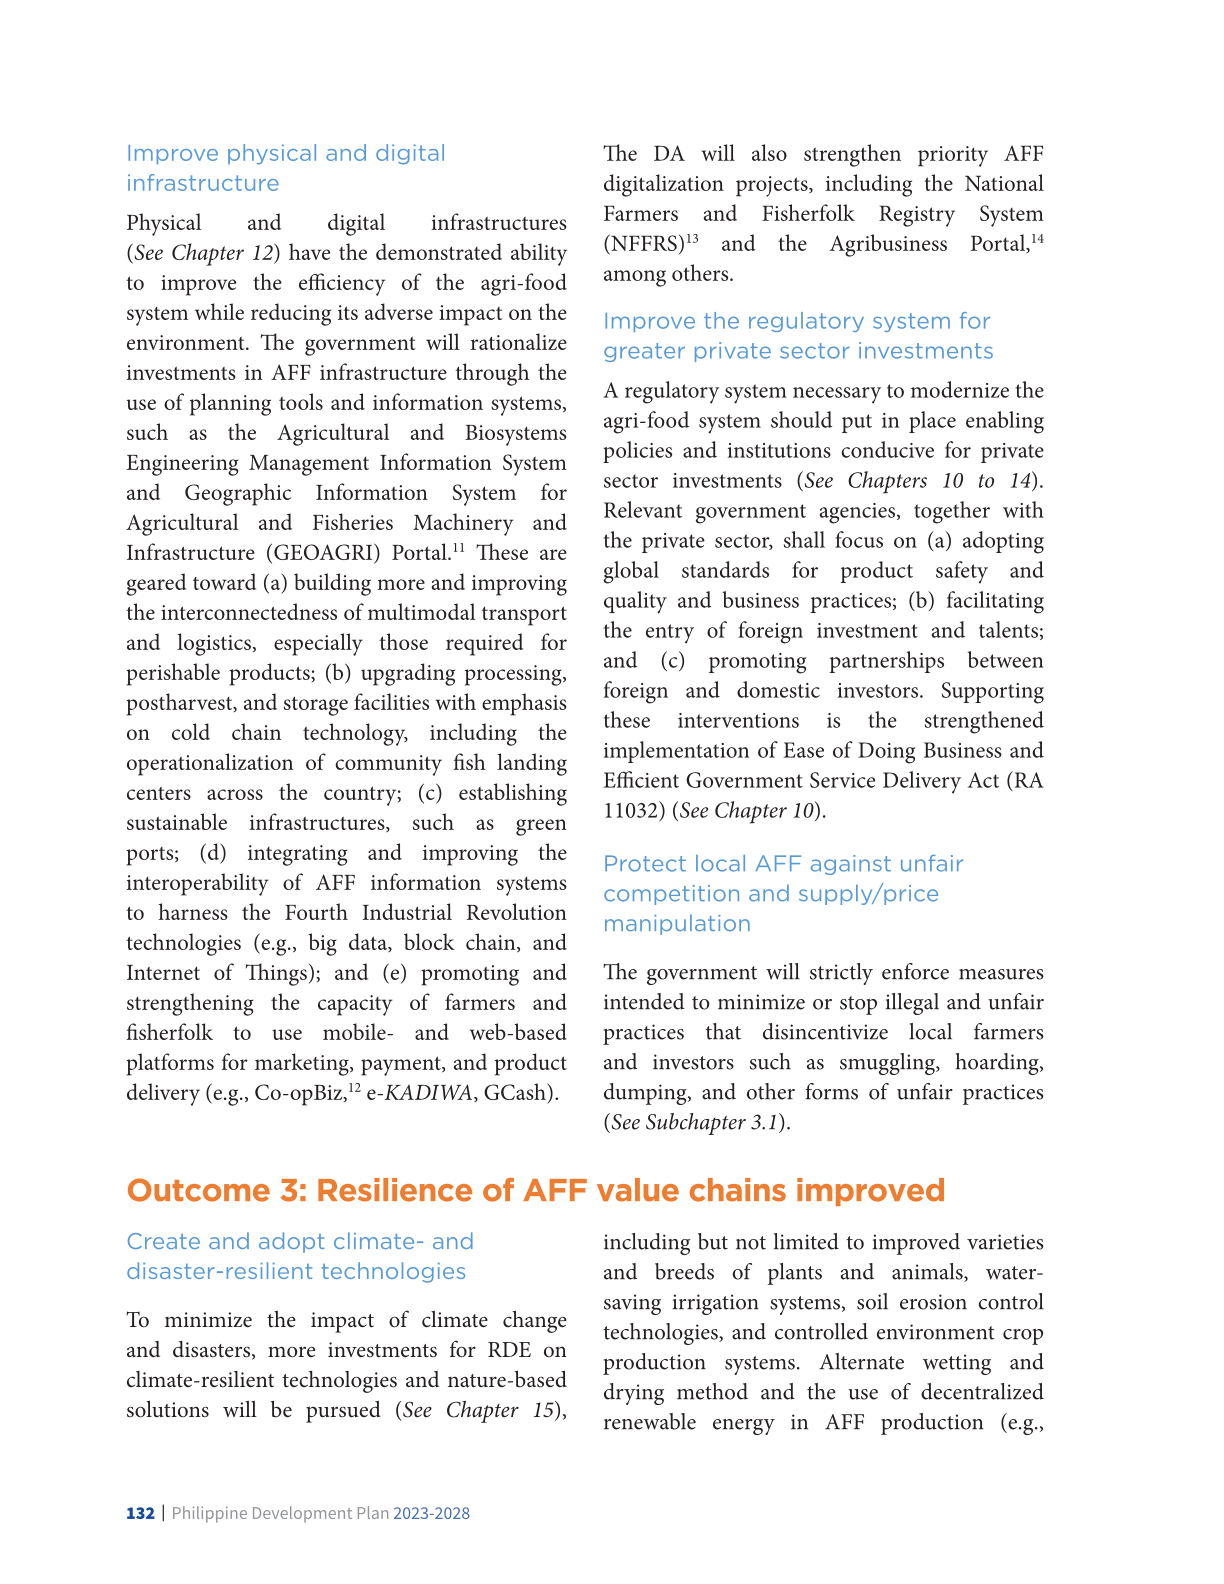 Improve physical and digital
infrastructure
Physical and digital infrastructures
(See Chapter 12) have the demonstrated ability
to improve the efficiency of the agri-food
system while reducing its adverse impact on the
environment. The government will rationalize
investments in AFF infrastructure through the
use of planning tools and information systems,
such as the Agricultural and Biosystems
Engineering Management Information System
and Geographic Information System for
Agricultural and Fisheries Machinery and
Infrastructure (GEOAGRI) Portal.11 These are
geared toward (a) building more and improving
the interconnectedness of multimodal transport
and logistics, especially those required for
perishable products; (b) upgrading processing,
postharvest, and storage facilities with emphasis
on cold chain technology, including the
operationalization of community fish landing
centers across the country; (c) establishing
sustainable infrastructures, such as green
ports; (d) integrating and improving the
interoperability of AFF information systems
to harness the Fourth Industrial Revolution
technologies (e.g., big data, block chain, and
Internet of Things); and (e) promoting and
strengthening the capacity of farmers and
fisherfolk to use mobile- and web-based
platforms for marketing, payment, and product
delivery (e.g., Co-opBiz,12 e-KADIWA, GCash).
The DA will also strengthen priority AFF
digitalization projects, including the National
Farmers and Fisherfolk Registry System
(NFFRS)13 and the Agribusiness Portal,14
among others.
Improve the regulatory system for
greater private sector investments
A regulatory system necessary to modernize the
agri-food system should put in place enabling
policies and institutions conducive for private
sector investments (See Chapters 10 to 14).
Relevant government agencies, together with
the private sector, shall focus on (a) adopting
global standards for product safety and
quality and business practices; (b) facilitating
the entry of foreign investment and talents;
and (c) promoting partnerships between
foreign and domestic investors. Supporting
these interventions is the strengthened
implementation of Ease of Doing Business and
Efficient Government Service Delivery Act (RA
11032) (See Chapter 10).
Protect local AFF against unfair
competition and supply/price
manipulation
The government will strictly enforce measures
intended to minimize or stop illegal and unfair
practices that disincentivize local farmers
and investors such as smuggling, hoarding,
dumping, and other forms of unfair practices
(See Subchapter 3.1).
Outcome 3: Resilience of AFF value chains improved
Create and adopt climate- and
disaster-resilient technologies
To minimize the impact of climate change
and disasters, more investments for RDE on
climate-resilient technologies and nature-based
solutions will be pursued (See Chapter 15),
including but not limited to improved varieties
and breeds of plants and animals, water-
saving irrigation systems, soil erosion control
technologies, and controlled environment crop
production systems. Alternate wetting and
drying method and the use of decentralized
renewable energy in AFF production (e.g.,
132 | Philippine Development Plan 2023-2028